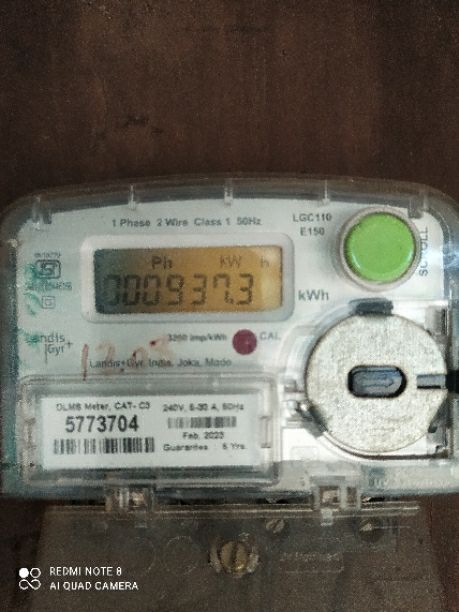 1 Phase 2 Wire Class 1 50Hz
LGC110
E150
SCROLL
Ph kW h
000937.3
kWh
3200 imp/kWh
CAL
Landis
Gyr+
Landis+Gyr India, Joka, Made
DLMS Meter, CAT- C3
5773704
240V, 5-30 A, 50Hz
Feb, 2023
Guarantee : 5 Yrs.
REDMI NOTE 8
AI QUAD CAMERA